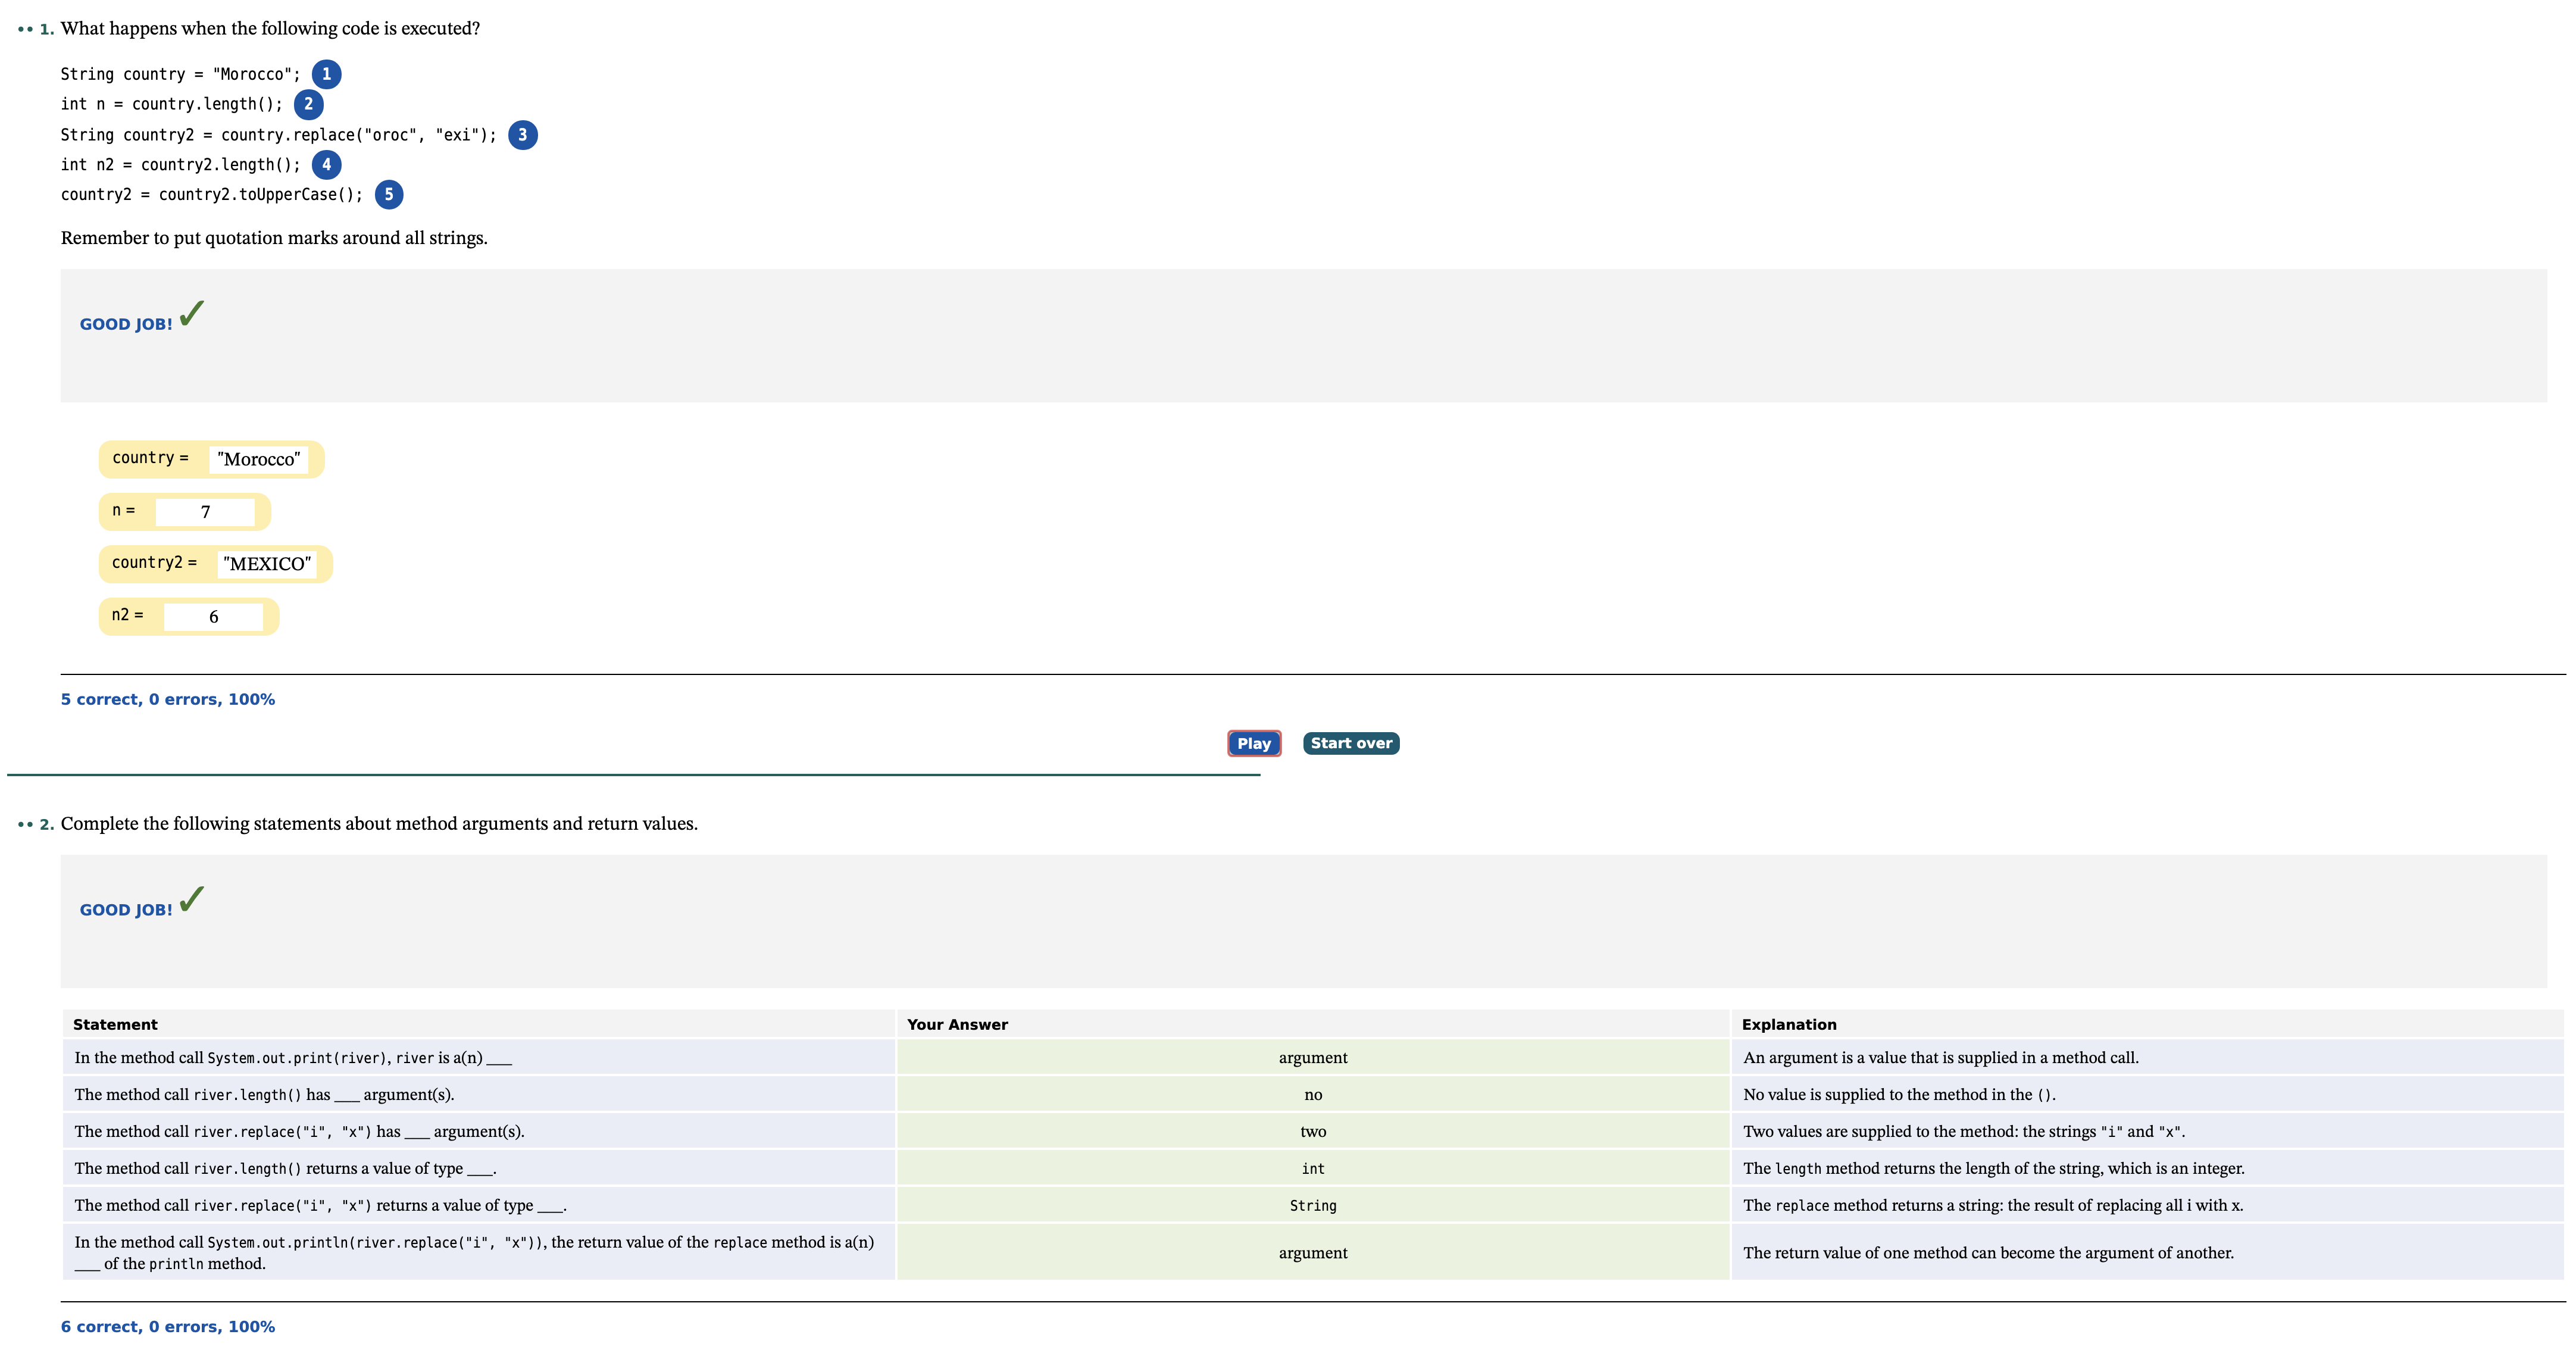 •• 1. What happens when the following code is executed?
String country = "Morocco"; 1
int n = country.length(); 2
String country2 = country.replace("oroc", "exi"); 3
int n2 = country2.length(); 4
country2 = country2.toUpperCase(); 5
Remember to put quotation marks around all strings.
GOOD JOB! ✓
country = "Morocco"
n = 7
country2 = "MEXICO"
n2 = 6
5 correct, 0 errors, 100%
Play Start over
•• 2. Complete the following statements about method arguments and return values.
GOOD JOB! ✓
Statement Your Answer Explanation
In the method call System.out.print(river), river is a(n) ___ argument An argument is a value that is supplied in a method call.
The method call river.length() has ___ argument(s). no No value is supplied to the method in the ().
The method call river.replace("i", "x") has ___ argument(s). two Two values are supplied to the method: the strings "i" and "x".
The method call river.length() returns a value of type ___. int The length method returns the length of the string, which is an integer.
The method call river.replace("i", "x") returns a value of type ___. String The replace method returns a string: the result of replacing all i with x.
In the method call System.out.println(river.replace("i", "x")), the return value of the replace method is a(n)
___ of the println method. argument The return value of one method can become the argument of another.
6 correct, 0 errors, 100%